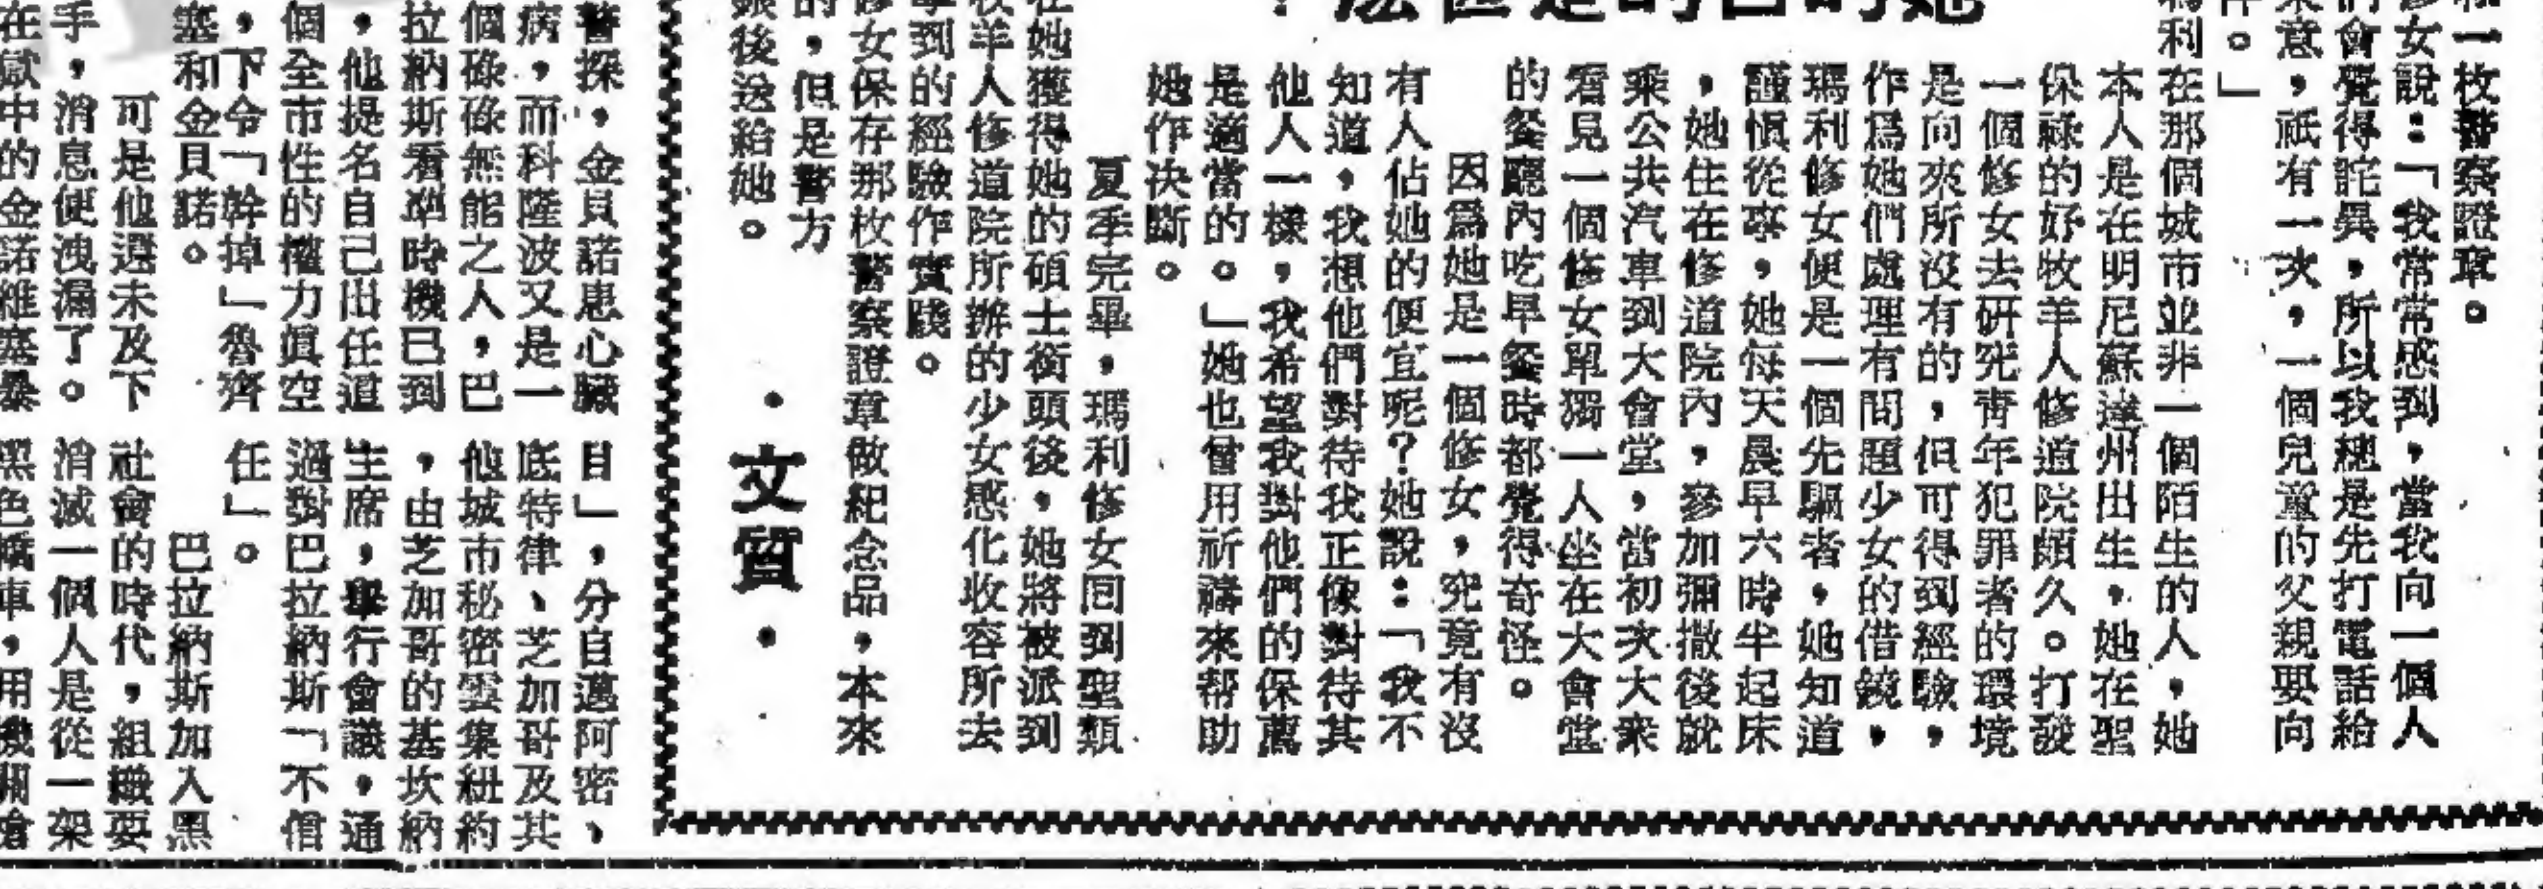 她的目的是甚
和一枚警察證章。
修女說：「我常常感到，當我向一個人
們會覺得詫異，所以我總是先打電話給
來意，祇有一次，一個兒童的父親要向
。」
瑪利在那個城市並非一個陌生的人，她
本人是在明尼蘇達州出生，她在聖
保祿的好牧羊人修道院頗久。打發
一個修女去研究青年犯罪者的環境
是向來所沒有的，但可得到經驗，
作爲她們處理有問題少女的借鏡，
瑪利修女便是一個先驅者，她知道
謹慎從事，她每天晨早六時半起床
，她住在修道院內，參加彌撒後就
乘公共汽車到大會堂，當初次大衆
看見一個修女單獨一人坐在大會堂
的餐廳內吃早餐時都覺得奇怪。
因爲她是一個修女，究竟有沒
有人佔她的便宜呢？她說：「我不
知道，我想他們對待我正像對待其
他人一樣，我希望我對他們的保薦
是適當的。」她也曾用祈禱來帮助
她作决斷。
夏季完畢，瑪利修女囘到聖類
在她獲得她的碩士銜頭後，她將被派到
牧羊人修道院所辦的少女感化收容所去
學到的經驗作實踐。
修女保存那枚警察證章做紀念品，本來
的，但是警方
後送給她。
·文質·
警探，金貝諾患心臟
病，而科隆波又是一
個碌碌無能之人，巴
拉納斯看準時機已到
，他提名自己出任這
個全市性的權力眞空
，下令「幹掉」魯齊
塞和金貝諾。
可是他還未及下
手，消息便洩漏了。
在獄中的金諾維塞暴
目」，分自邁阿密、
底特律、芝加哥及其
他城市秘密雲集紐約
，由芝加哥的基坎納
主席，舉行會議，通
過對巴拉納斯「不信
任」。
巴拉納斯加入黑
社會的時代，組織要
消滅一個人是從一架
黑色轎車，用機關槍